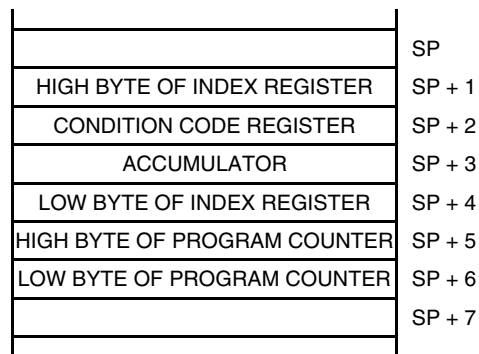 SP
HIGH BYTE OF INDEX REGISTER SP + 1
CONDITION CODE REGISTER SP + 2
ACCUMULATOR SP + 3
LOW BYTE OF INDEX REGISTER SP + 4
HIGH BYTE OF PROGRAM COUNTER SP + 5
LOW BYTE OF PROGRAM COUNTER SP + 6
SP + 7